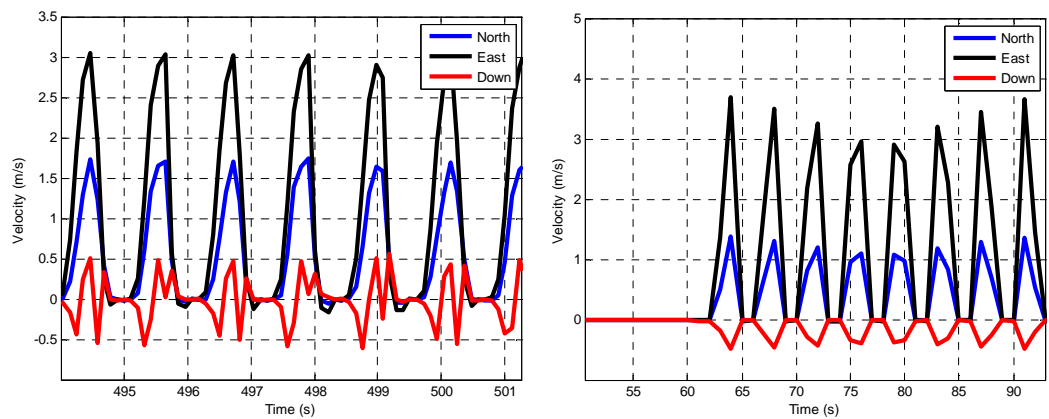 3.5
3
2.5
2
1.5
1
0.5
0
-0.5
Velocity (m/s)
495 496 497 498 499 500 501
Time (s)
North
East
Down
5
4
3
2
1
0
Velocity (m/s)
55 60 65 70 75 80 85 90
Time (s)
North
East
Down